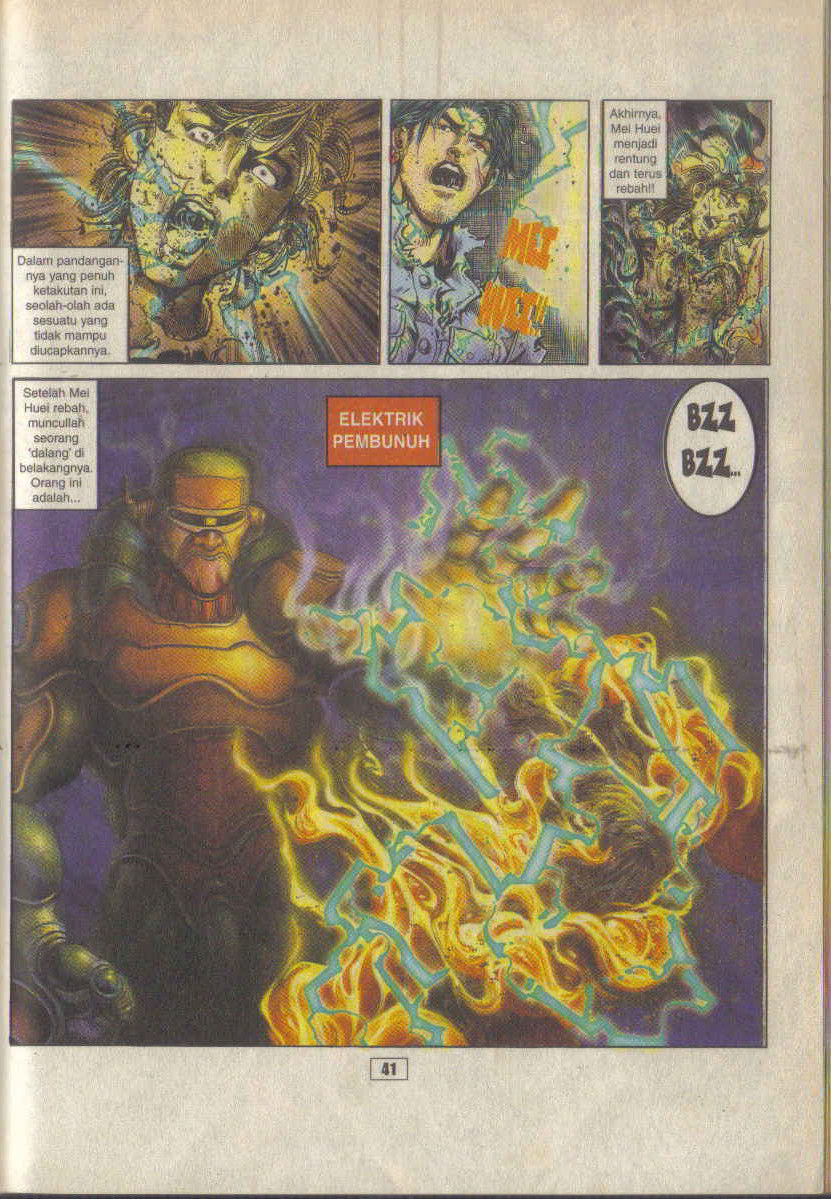 Dalam pandangan-
nya yang penuh
ketakutan ini,
seolah-olah ada
sesuatu yang
tidak mampu
diucapkannya.
MEI
HUEI!!
Akhirnya,
Mei Huei
menjadi
rentung
dan terus
rebah!!
Setelah Mei
Huei rebah,
muncullah
seorang
'dalang' di
belakangnya.
Orang ini
adalah...
ELEKTRIK
PEMBUNUH
BZZ
BZZ...
41